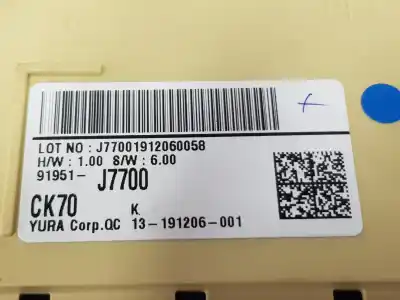 LOT NO : J77001912060058
H/W : 1.00 S/W : 6.00
91951- J7700
CK70 K.
YURA Corp.QC 13-191206-001